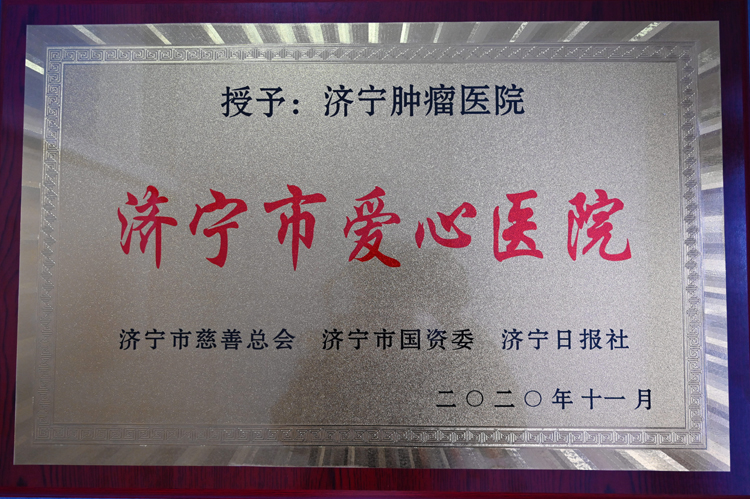 授予：济宁肿瘤医院
济宁市爱心医院
济宁市慈善总会 济宁市国资委 济宁日报社
二〇二〇年十一月